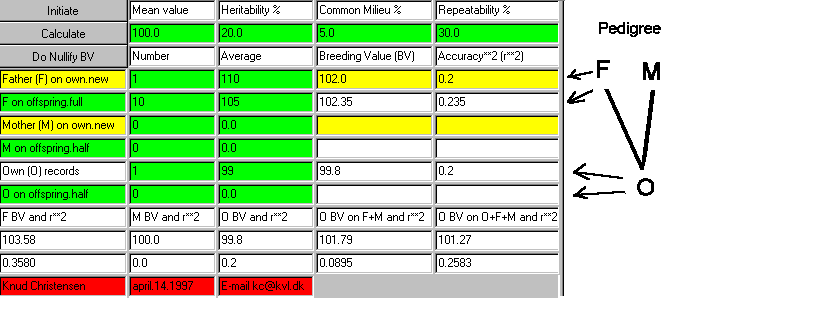 Initiate Mean value Heritability % Common Milieu % Repeatability %
Calculate 100.0 20.0 5.0 30.0
Do Nullify BV Number Average Breeding Value (BV) Accuracy**2 (r**2)
Father (F) on own.new 1 110 102.0 0.2
F on offspring.full 10 105 102.35 0.235
Mother (M) on own.new 0 0.0
M on offspring.half 0 0.0
Own (O) records 1 99 99.8 0.2
O on offspring.half 0 0.0
F BV and r**2 M BV and r**2 O BV and r**2 O BV on F+M and r**2 O BV on O+F+M and r**2
103.58 100.0 99.8 101.79 101.27
0.3580 0.0 0.2 0.0895 0.2583
Knud Christensen april.14.1997 E-mail kc@kvl.dk
Pedigree
F M
O